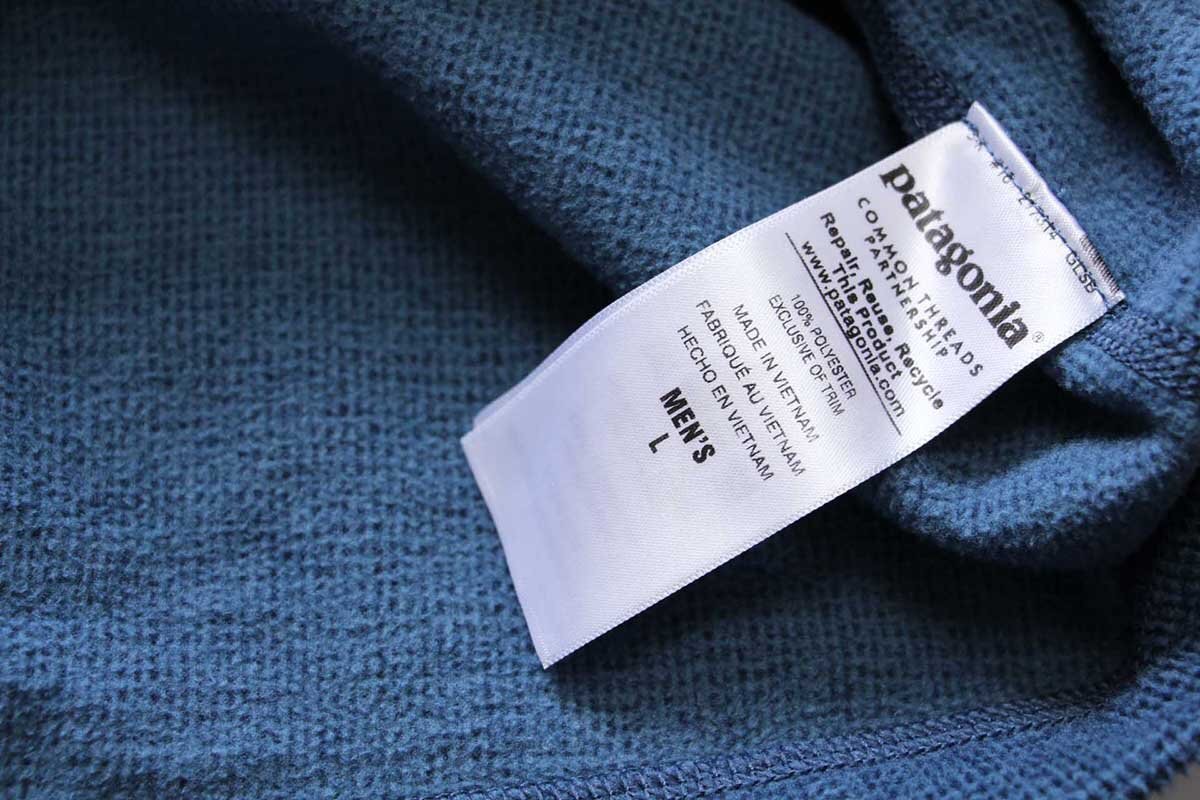 patagonia®
COMMON THREADS
PARTNERSHIP
Repair, Reuse, Recycle
This Product
www.patagonia.com
100% POLYESTER
EXCLUSIVE OF TRIM
MADE IN VIETNAM
FABRIQUÉ AU VIETNAM
HECHO EN VIETNAM
MEN'S
L